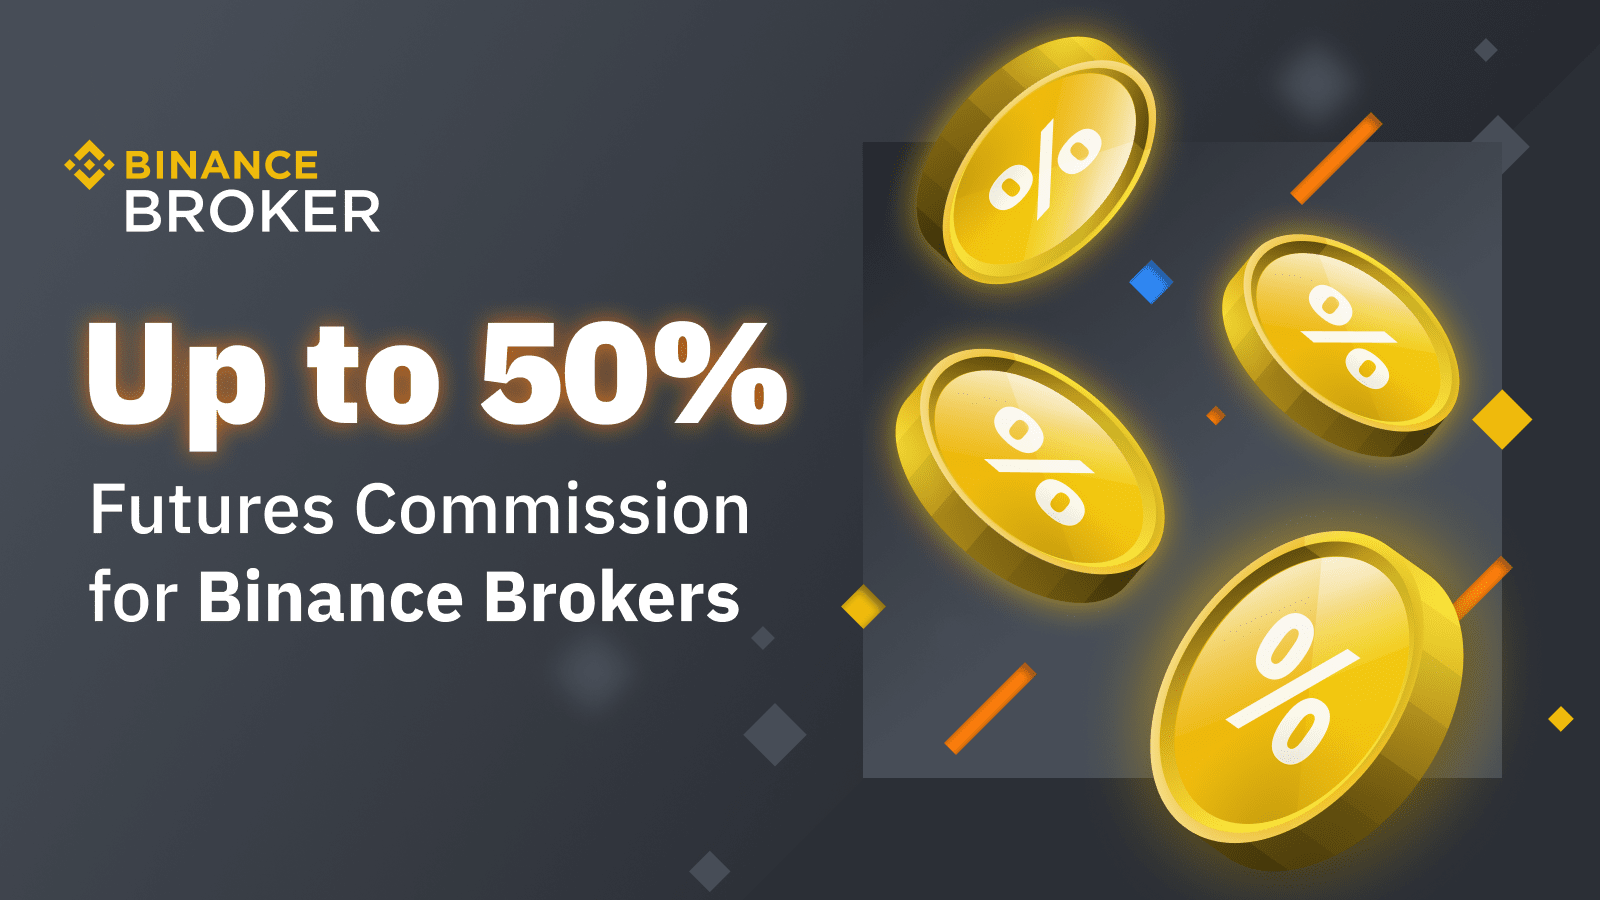 BINANCE
BROKER
Up to 50%
Futures Commission
for Binance Brokers
%
%
%
%